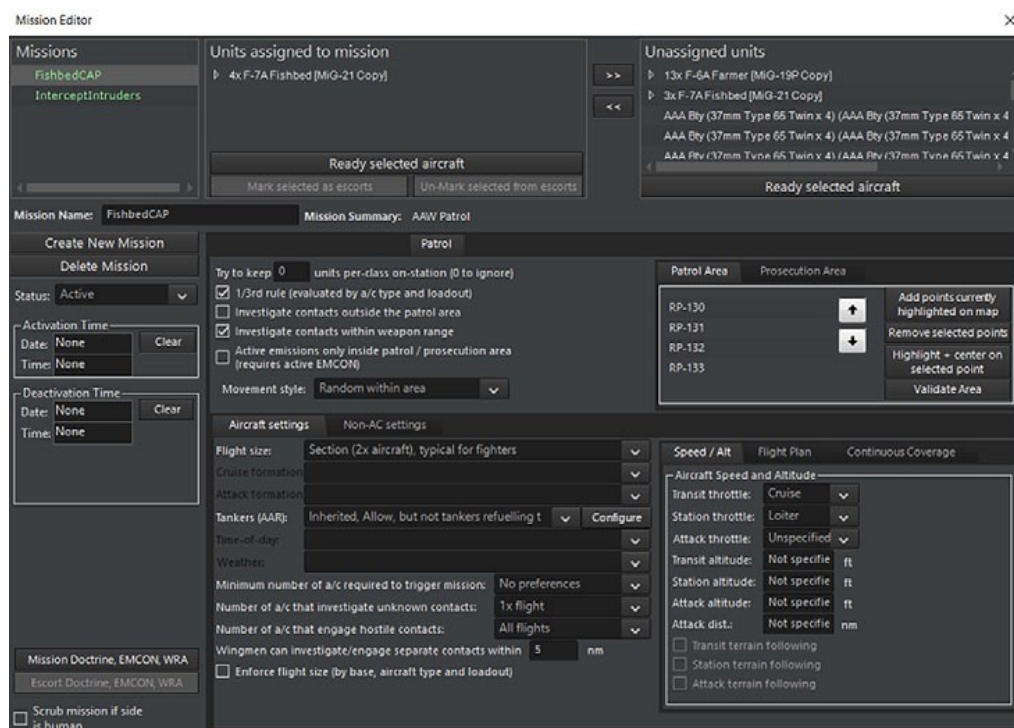 Mission Editor
Missions
FishbedCAP
InterceptIntruders
Units assigned to mission
4x F-7A Fishbed [MiG-21 Copy]
Ready selected aircraft
Mark selected as escorts
Un-Mark selected from escorts
>>
<<
Unassigned units
13x F-6A Farmer [MiG-19P Copy]
3x F-7A Fishbed [MiG-21 Copy]
AAA Bty (37mm Type 65 Twin x 4) (AAA Bty (37mm Type 65 Twin x 4
AAA Bty (37mm Type 65 Twin x 4) (AAA Bty (37mm Type 65 Twin x 4
AAA Bty (37mm Type 65 Twin x 4) (AAA Bty (37mm Type 65 Twin x 4
Ready selected aircraft
Mission Name: FishbedCAP
Mission Summary: AAW Patrol
Create New Mission
Delete Mission
Status: Active
Activation Time
Date: None Clear
Time: None
Deactivation Time
Date: None Clear
Time: None
Mission Doctrine, EMCON, WRA
Escort Doctrine, EMCON, WRA
Scrub mission if side
is human
Patrol
Try to keep 0 units per-class on-station (0 to ignore)
1/3rd rule (evaluated by a/c type and loadout)
Investigate contacts outside the patrol area
Investigate contacts within weapon range
Active emissions only inside patrol / prosecution area
(requires active EMCON)
Movement style: Random within area
Patrol Area Prosecution Area
RP-130
RP-131
RP-132
RP-133
Add points currently
highlighted on map
Remove selected points
Highlight + center on
selected point
Validate Area
Aircraft settings Non-AC settings
Flight size: Section (2x aircraft), typical for fighters
Cruise formation
Attack formation
Tankers (AAR): Inherited, Allow, but not tankers refuelling t Configure
Time-of-day:
Weather:
Minimum number of a/c required to trigger mission: No preferences
Number of a/c that investigate unknown contacts: 1x flight
Number of a/c that engage hostile contacts: All flights
Wingmen can investigate/engage separate contacts within 5 nm
Enforce flight size (by base, aircraft type and loadout)
Speed / Alt Flight Plan Continuous Coverage
Aircraft Speed and Altitude
Transit throttle: Cruise
Station throttle: Loiter
Attack throttle: Unspecified
Transit altitude: Not specifie ft
Station altitude: Not specifie ft
Attack altitude: Not specifie ft
Attack dist.: Not specifie nm
Transit terrain following
Station terrain following
Attack terrain following